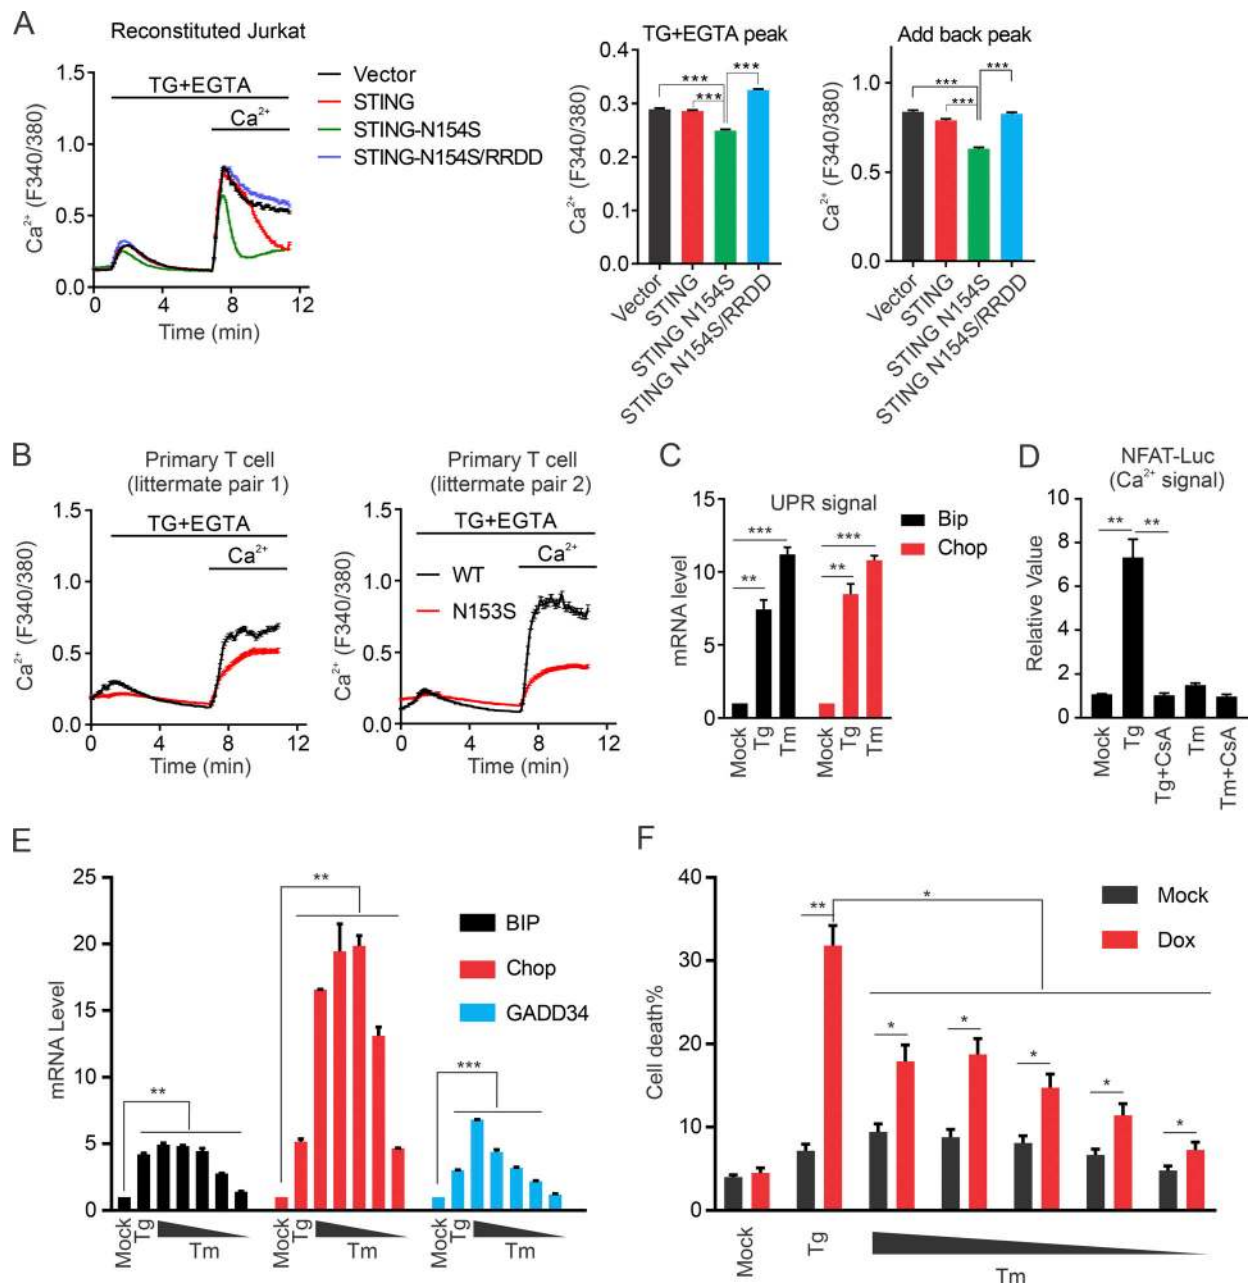 A
Reconstituted Jurkat
1.5
1.0
0.5
0.0
Ca²⁺ (F340/380)
TG+EGTA
Ca²⁺
0 4 8 12
Time (min)
Vector
STING
STING-N154S
STING-N154S/RRDD
TG+EGTA peak
0.4
0.3
0.2
0.1
0.0
Ca²⁺ (F340/380)
***
***
***
Vector
STING
STING N154S
STING N154S/RRDD
Add back peak
1.0
0.5
0.0
Ca²⁺ (F340/380)
***
***
***
Vector
STING
STING N154S
STING N154S/RRDD
B
Primary T cell
(littermate pair 1)
1.5
1.0
0.5
0.0
Ca²⁺ (F340/380)
TG+EGTA
Ca²⁺
0 4 8 12
Time (min)
Primary T cell
(littermate pair 2)
1.5
1.0
0.5
0.0
Ca²⁺ (F340/380)
TG+EGTA
Ca²⁺
WT
N153S
0 4 8 12
Time (min)
C
UPR signal
15
10
5
0
mRNA level
***
**
***
**
Bip
Chop
Mock
Tg
Tm
Mock
Tg
Tm
D
NFAT-Luc
(Ca²⁺ signal)
10
8
6
4
2
0
Relative Value
** **
Mock
Tg
Tg+CsA
Tm
Tm+CsA
E
25
20
15
10
5
0
mRNA Level
**
**
***
BIP
Chop
GADD34
Mock
Tg
Tm
Mock
Tg
Tm
Mock
Tg
Tm
F
40
30
20
10
0
Cell death%
**
*
*
*
*
*
*
Mock
Dox
Mock
Tg
Tm